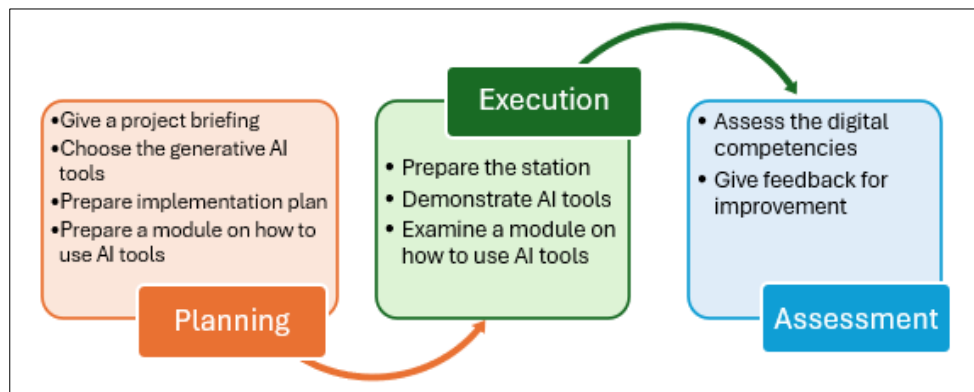 •Give a project briefing
•Choose the generative AI
tools
•Prepare implementation plan
•Prepare a module on how to
use AI tools
Planning
Execution
• Prepare the station
• Demonstrate AI tools
• Examine a module on
how to use AI tools
• Assess the digital
competencies
• Give feedback for
improvement
Assessment